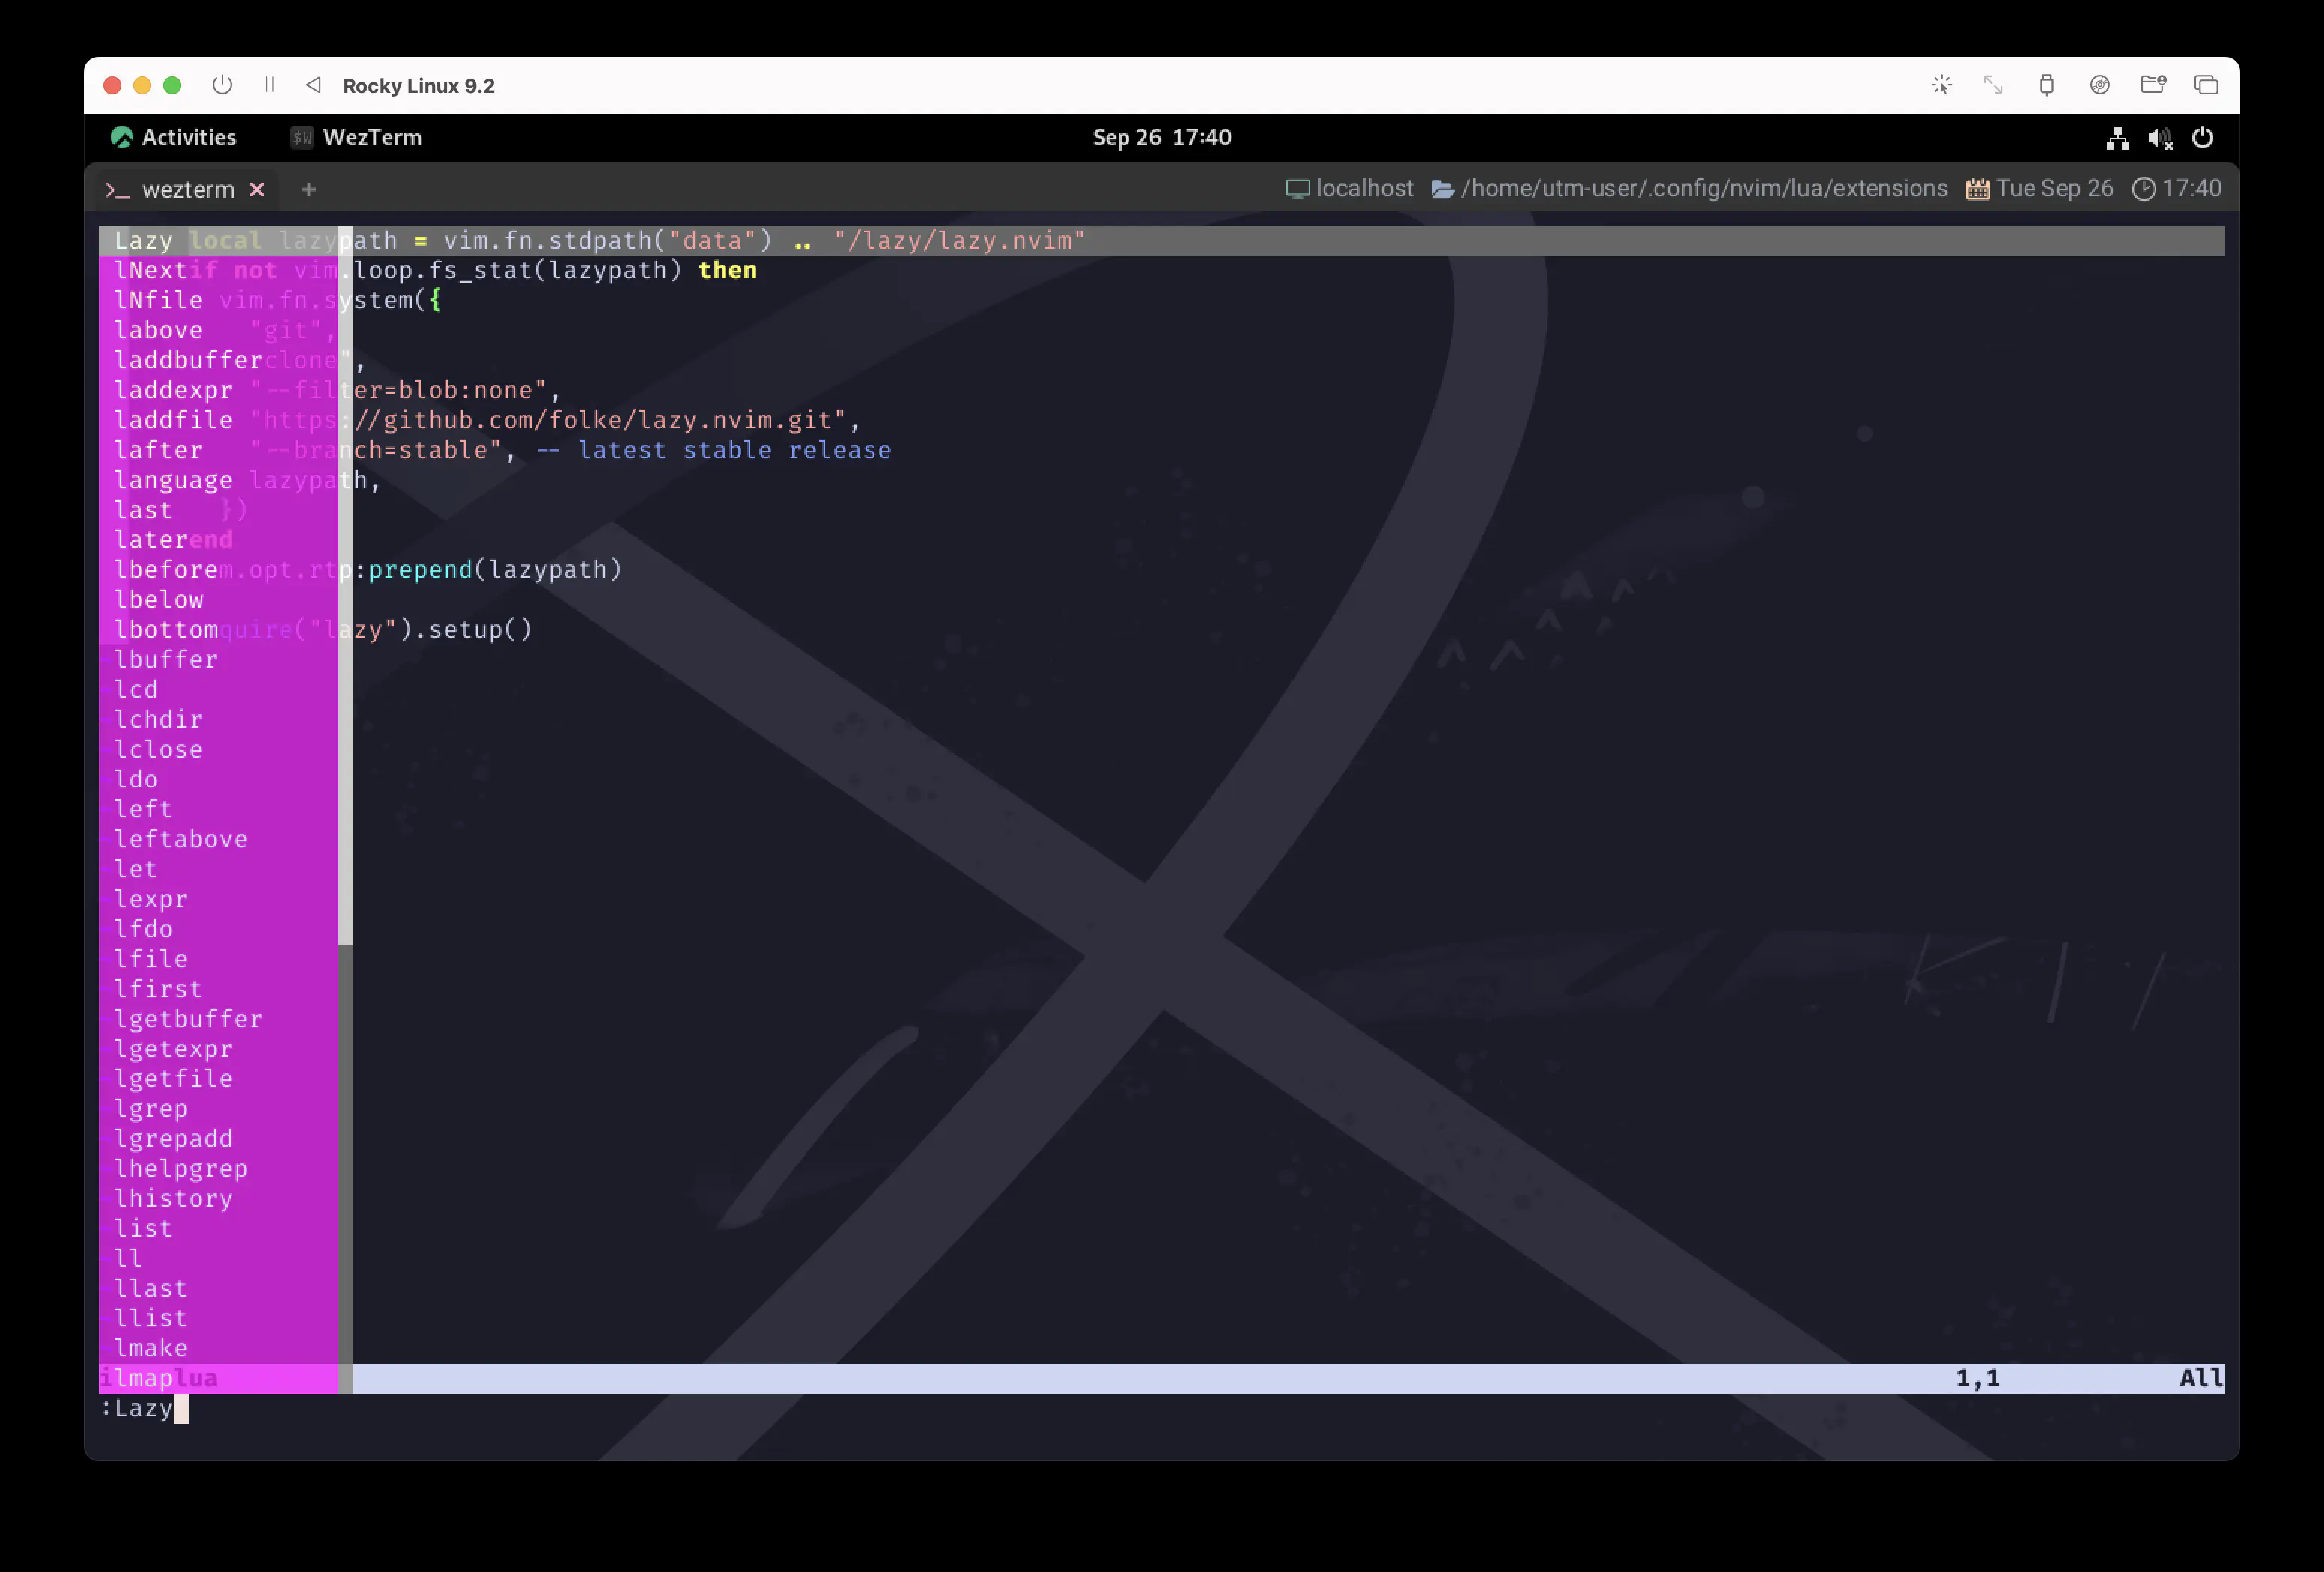 Rocky Linux 9.2
Activities $W WezTerm Sep 26 17:40
>_ wezterm × + localhost /home/utm-user/.config/nvim/lua/extensions Tue Sep 26 17:40
Lazy local lazypath = vim.fn.stdpath("data") .. "/lazy/lazy.nvim"
lNextif not vim.loop.fs_stat(lazypath) then
lNfile vim.fn.system({
labove "git",
laddbufferclone",
laddexpr "--filter=blob:none",
laddfile "https://github.com/folke/lazy.nvim.git",
lafter "--branch=stable", -- latest stable release
language lazypath,
last })
laterend
lbeforem.opt.rtp:prepend(lazypath)
lbelow
lbottomquire("lazy").setup()
lbuffer
lcd
lchdir
lclose
ldo
left
leftabove
let
lexpr
lfdo
lfile
lfirst
lgetbuffer
lgetexpr
lgetfile
lgrep
lgrepadd
lhelpgrep
lhistory
list
ll
llast
llist
lmake
ilmaplua 1,1 All
:Lazy